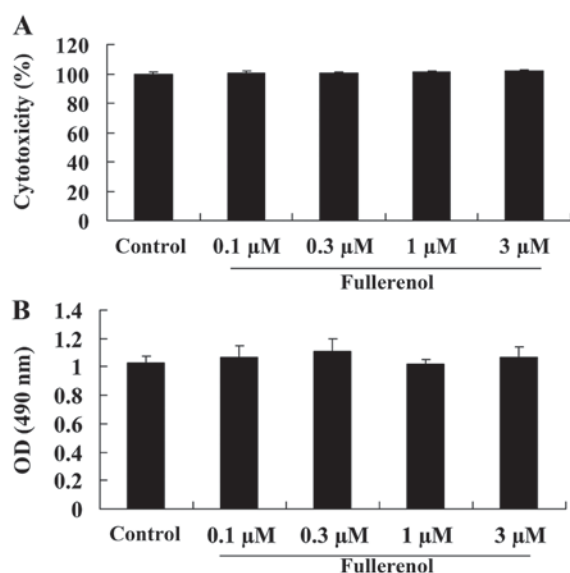 A
Cytotoxicity (%)
120
100
80
60
40
20
0
Control 0.1 µM 0.3 µM 1 µM 3 µM
Fullerenol
B
OD (490 nm)
1.4
1.2
1
0.8
0.6
0.4
0.2
0
Control 0.1 µM 0.3 µM 1 µM 3 µM
Fullerenol